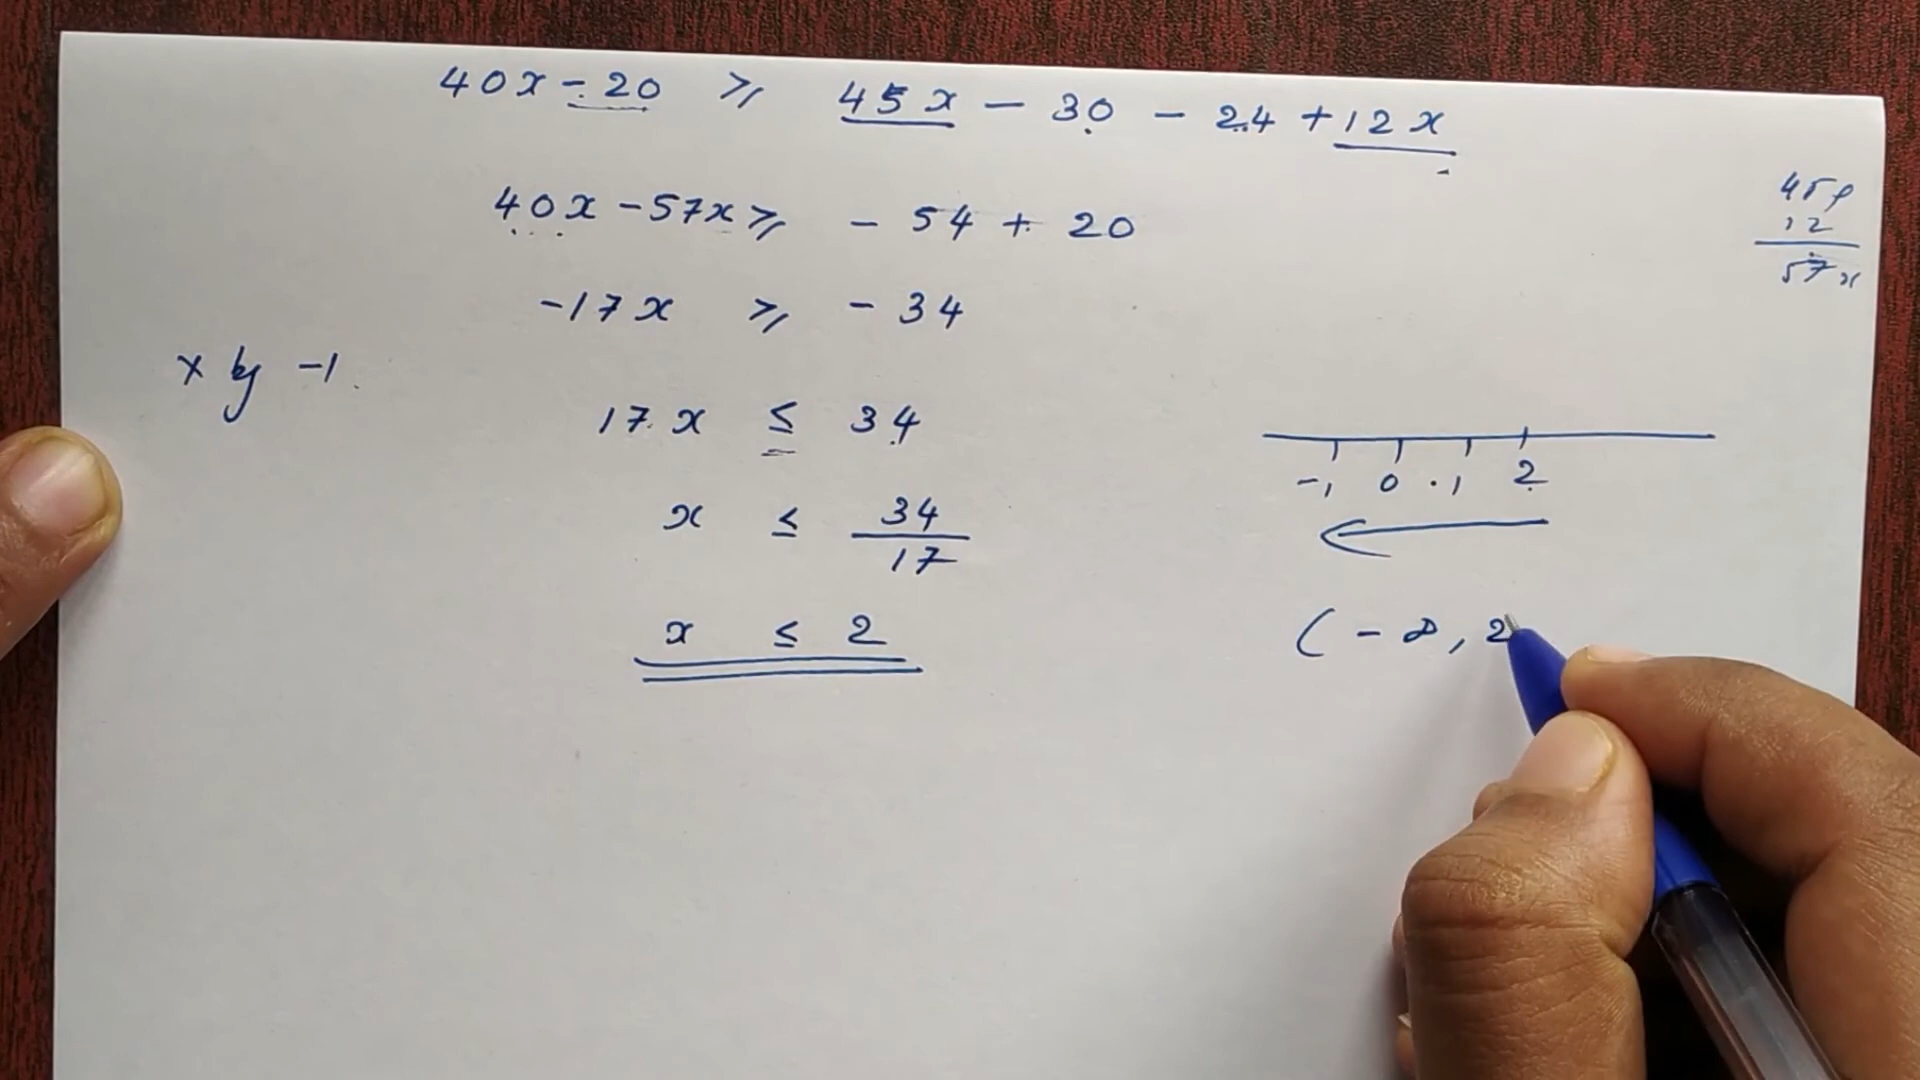 40x - 20 ⩾ 45x - 30 - 24 + 12x
40x - 57x ⩾ - 54 + 20
-17x ⩾ - 34
x by -1
17x ≤ 34
x ≤ 34/17
x ≤ 2
45x
12
57x
-1 0 1 2
(- ∞, 2